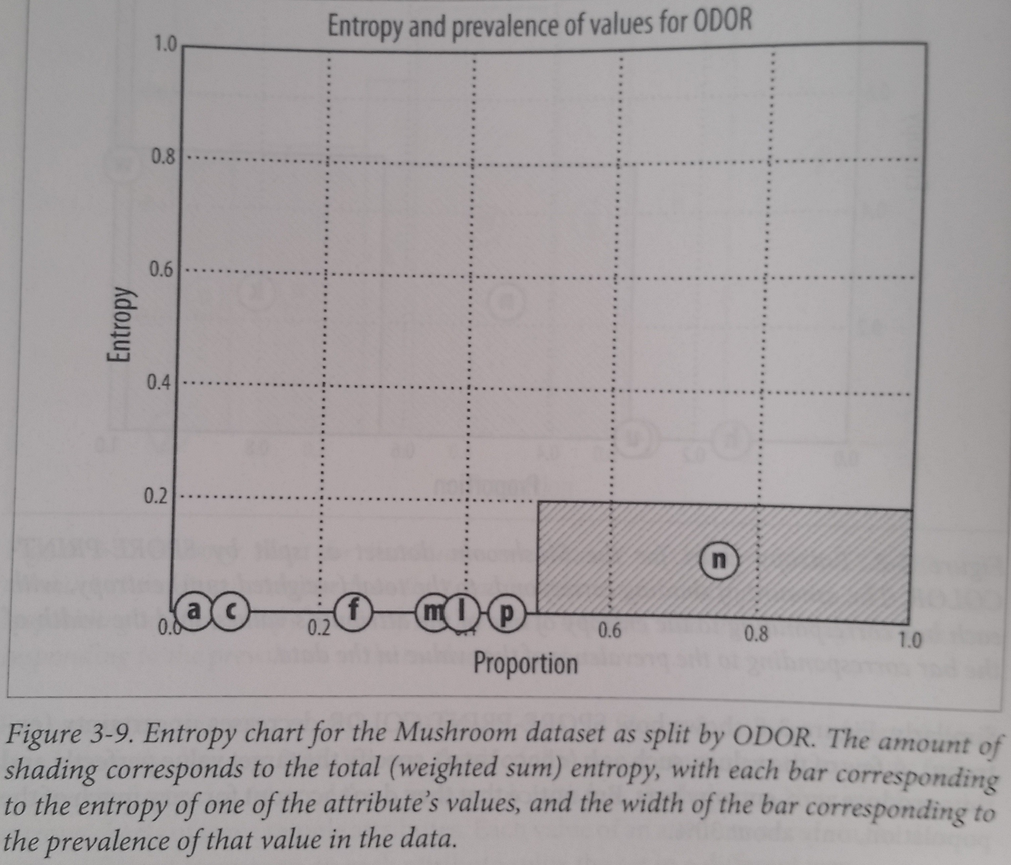 Entropy and prevalence of values for ODOR
1.0
0.8
0.6
Entropy
0.4
0.2
n
a c f m l p
0.0 0.2 0.6 0.8 1.0
Proportion
Figure 3-9. Entropy chart for the Mushroom dataset as split by ODOR. The amount of
shading corresponds to the total (weighted sum) entropy, with each bar corresponding
to the entropy of one of the attribute's values, and the width of the bar corresponding to
the prevalence of that value in the data.